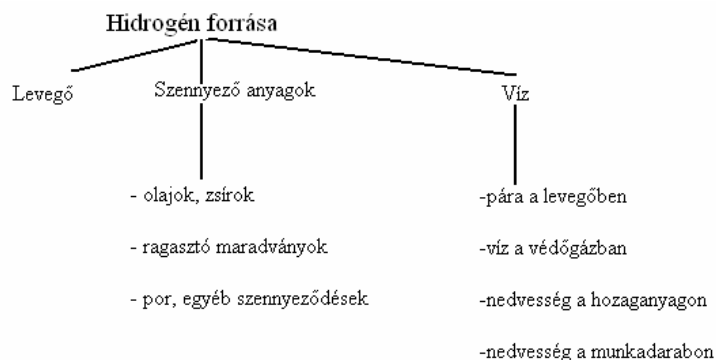 Hidrogén forrása
Levegő
Szennyező anyagok
Víz
- olajok, zsírok
- ragasztó maradványok
- por, egyéb szennyeződések
-pára a levegőben
-víz a védőgázban
-nedvesség a hozaganyagon
-nedvesség a munkadarabon